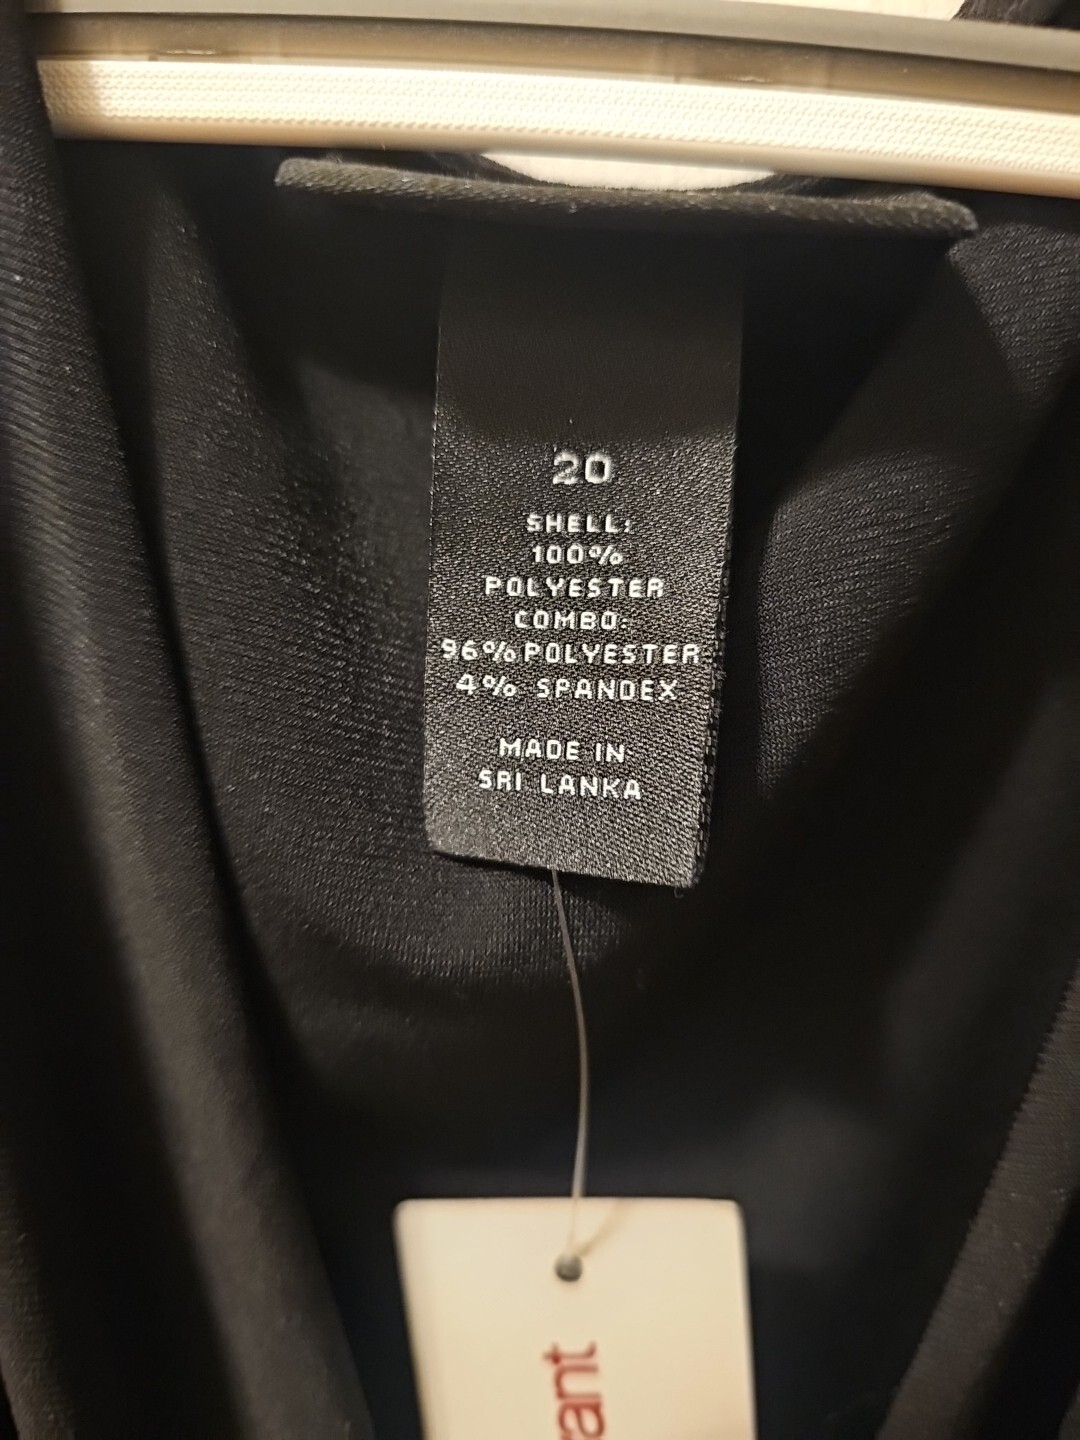 20
SHELL:
100%
POLYESTER
COMBO:
96% POLYESTER
4% SPANDEX
MADE IN
SRI LANKA